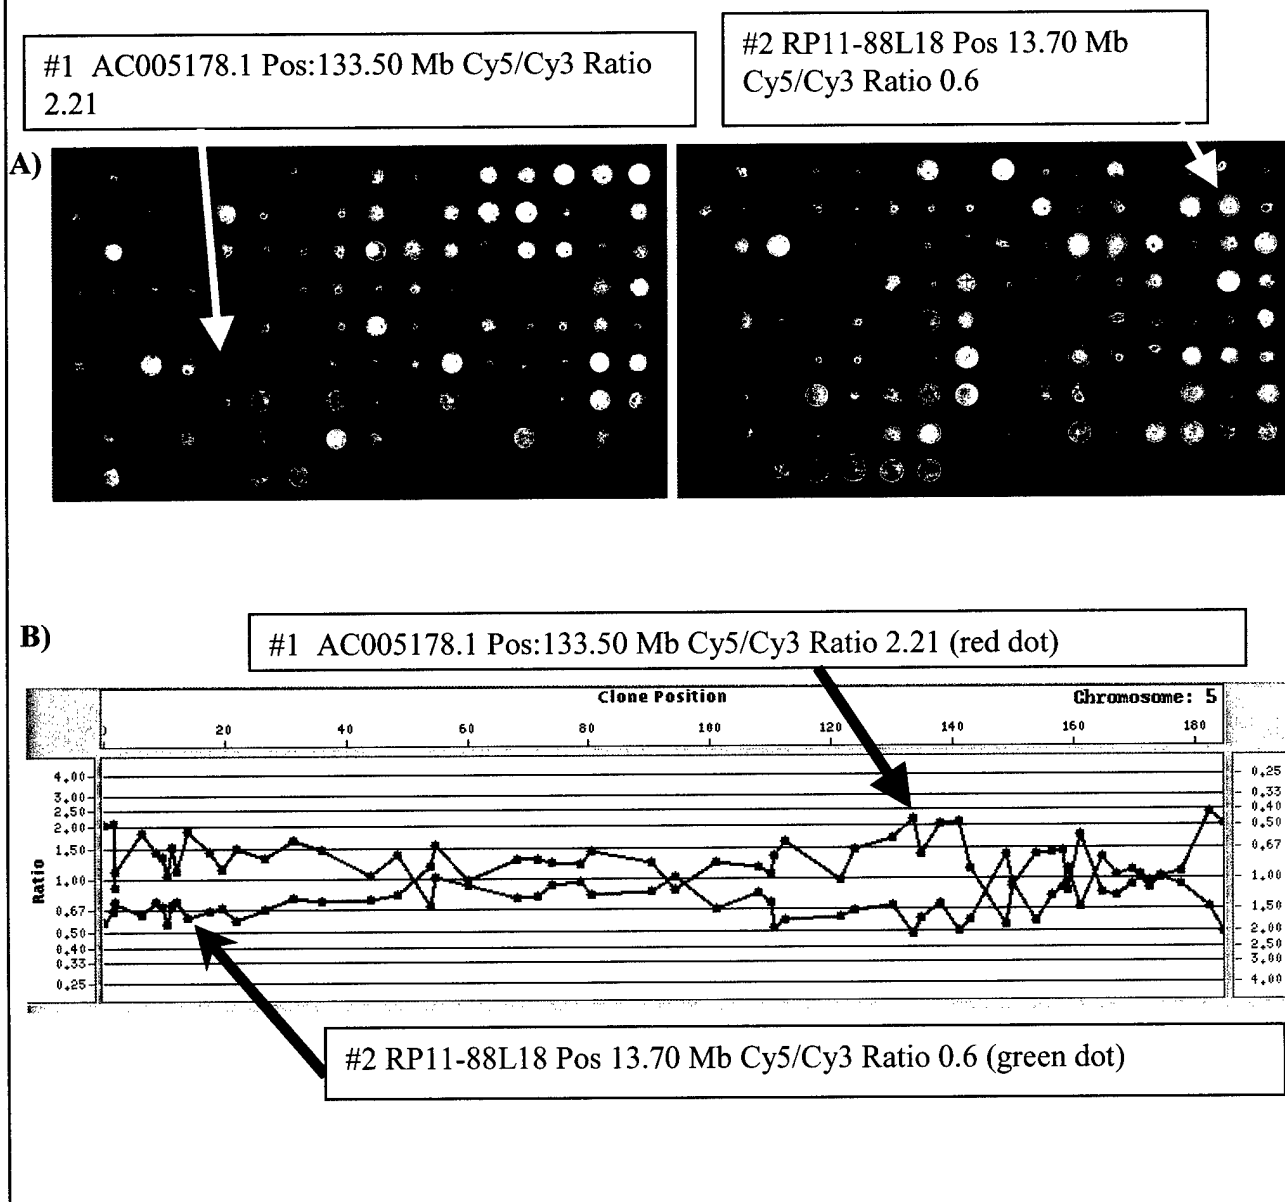 #1 AC005178.1 Pos:133.50 Mb Cy5/Cy3 Ratio
2.21
#2 RP11-88L18 Pos 13.70 Mb
Cy5/Cy3 Ratio 0.6
A)
B)
#1 AC005178.1 Pos:133.50 Mb Cy5/Cy3 Ratio 2.21 (red dot)
Clone Position
Chromosome: 5
0 20 40 60 80 100 120 140 160 180
Ratio
4.00
3.00
2.50
2.00
1.50
1.00
0.67
0.50
0.40
0.33
0.25
0.25
0.33
0.40
0.50
0.67
1.00
1.50
2.00
2.50
3.00
4.00
#2 RP11-88L18 Pos 13.70 Mb Cy5/Cy3 Ratio 0.6 (green dot)